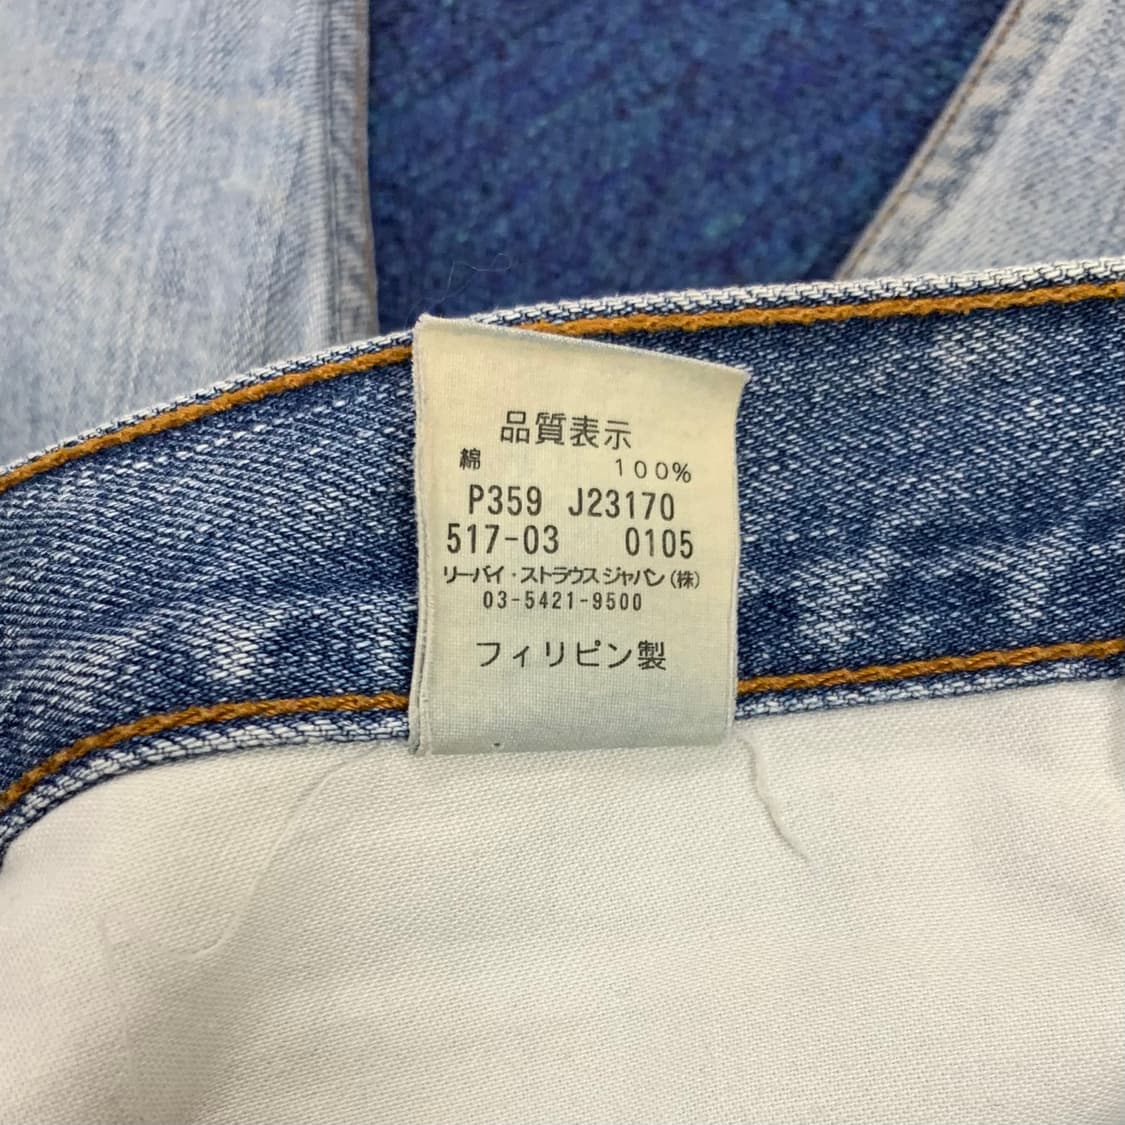 品質表示
綿 100%
P359 J23170
517-03 0105
リーバイ・ストラウスジャパン(株)
03-5421-9500
フィリピン製